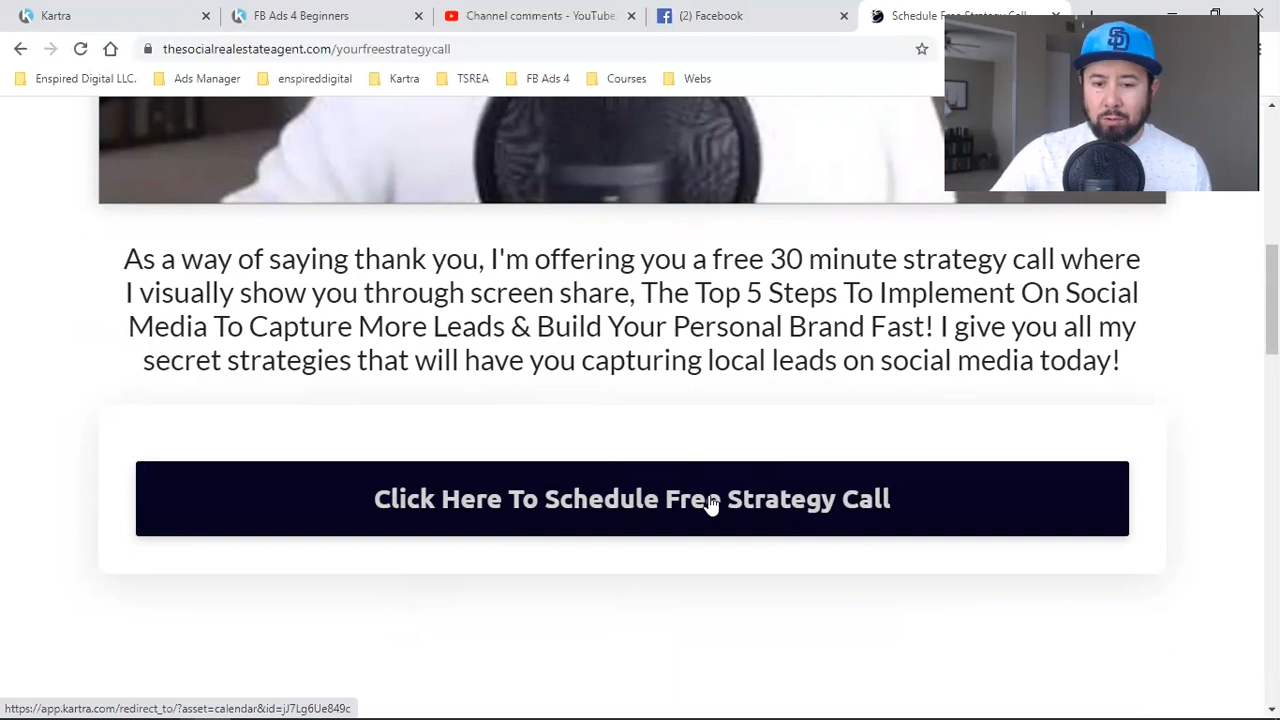 Kartra
FB Ads 4 Beginners
Channel comments - YouTube
(2) Facebook
Schedule Free Strategy Call
thesocialrealestateagent.com/yourfreestrategycall
Enspired Digital LLC.
Ads Manager
enspireddigital
Kartra
TSREA
FB Ads 4
Courses
Webs
SD
As a way of saying thank you, I'm offering you a free 30 minute strategy call where
I visually show you through screen share, The Top 5 Steps To Implement On Social
Media To Capture More Leads & Build Your Personal Brand Fast! I give you all my
secret strategies that will have you capturing local leads on social media today!
Click Here To Schedule Free Strategy Call
https://app.kartra.com/redirect_to/?asset=calendar&id=jJ7Lg6Ue849c